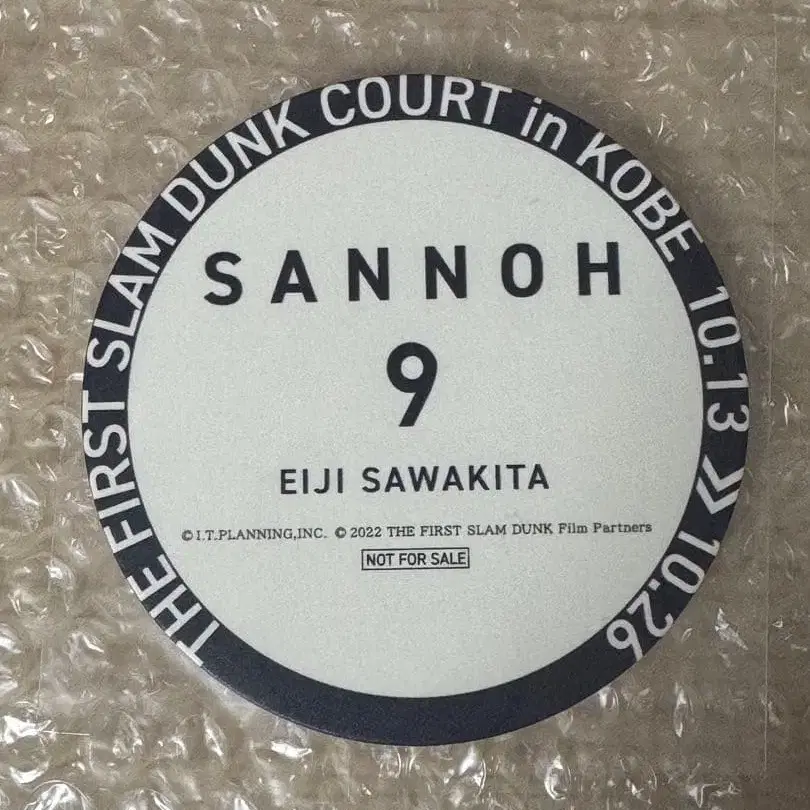 THE FIRST SLAM DUNK COURT in KOBE 10.13 》 10.26
SANNOH
9
EIJI SAWAKITA
©I.T.PLANNING,INC. © 2022 THE FIRST SLAM DUNK Film Partners
NOT FOR SALE